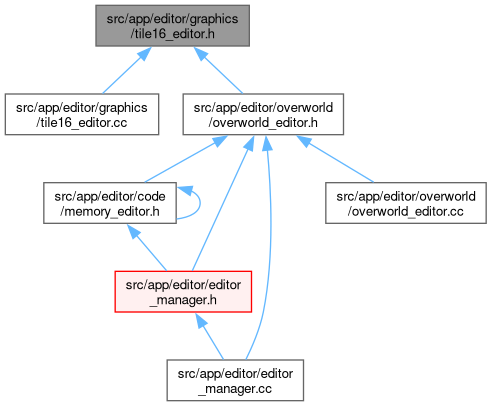 src/app/editor/graphics
/tile16_editor.h
src/app/editor/graphics
/tile16_editor.cc
src/app/editor/overworld
/overworld_editor.h
src/app/editor/code
/memory_editor.h
src/app/editor/overworld
/overworld_editor.cc
src/app/editor/editor
_manager.h
src/app/editor/editor
_manager.cc